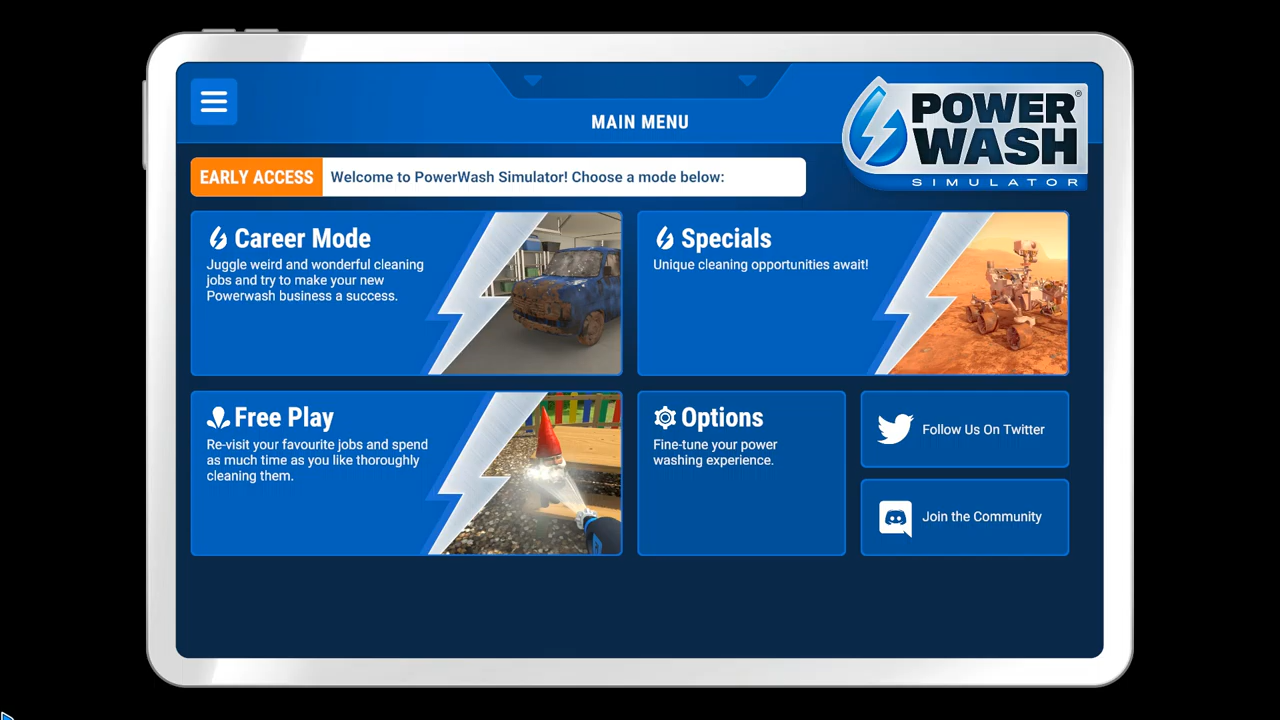 MAIN MENU
POWER®
WASH
SIMULATOR
EARLY ACCESS Welcome to PowerWash Simulator! Choose a mode below:
Career Mode
Juggle weird and wonderful cleaning
jobs and try to make your new
Powerwash business a success.
Specials
Unique cleaning opportunities await!
Free Play
Re-visit your favourite jobs and spend
as much time as you like thoroughly
cleaning them.
Options
Fine-tune your power
washing experience.
Follow Us On Twitter
Join the Community